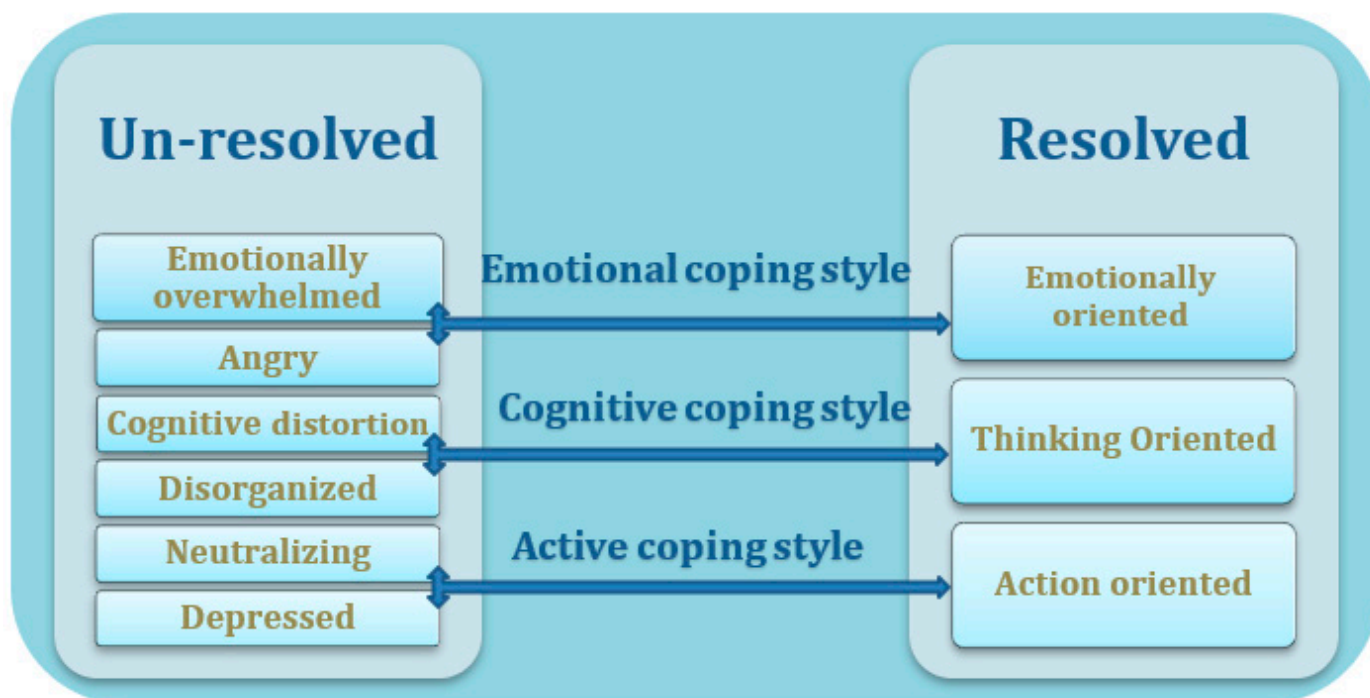 Un-resolved
Emotionally
overwhelmed
Angry
Cognitive distortion
Disorganized
Neutralizing
Depressed
Emotional coping style
Cognitive coping style
Active coping style
Resolved
Emotionally
oriented
Thinking Oriented
Action oriented